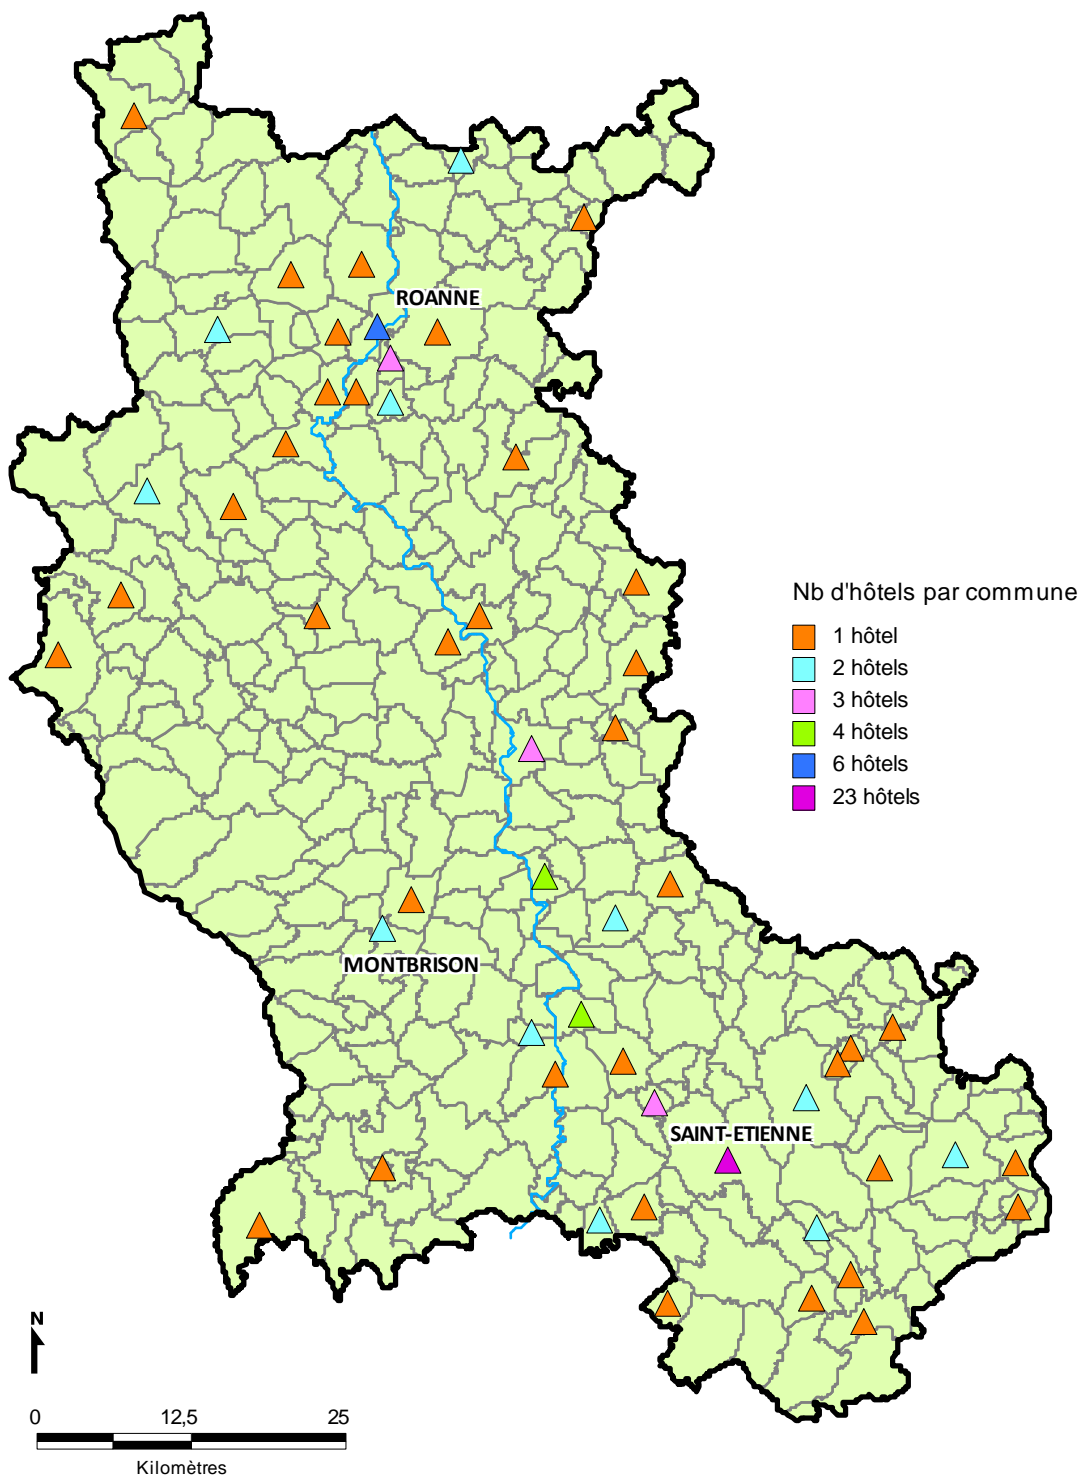 ROANNE
Nb d'hôtels par commune
1 hôtel
2 hôtels
3 hôtels
4 hôtels
6 hôtels
23 hôtels
MONTBRISON
SAINT-ETIENNE
N
0 12,5 25
Kilomètres